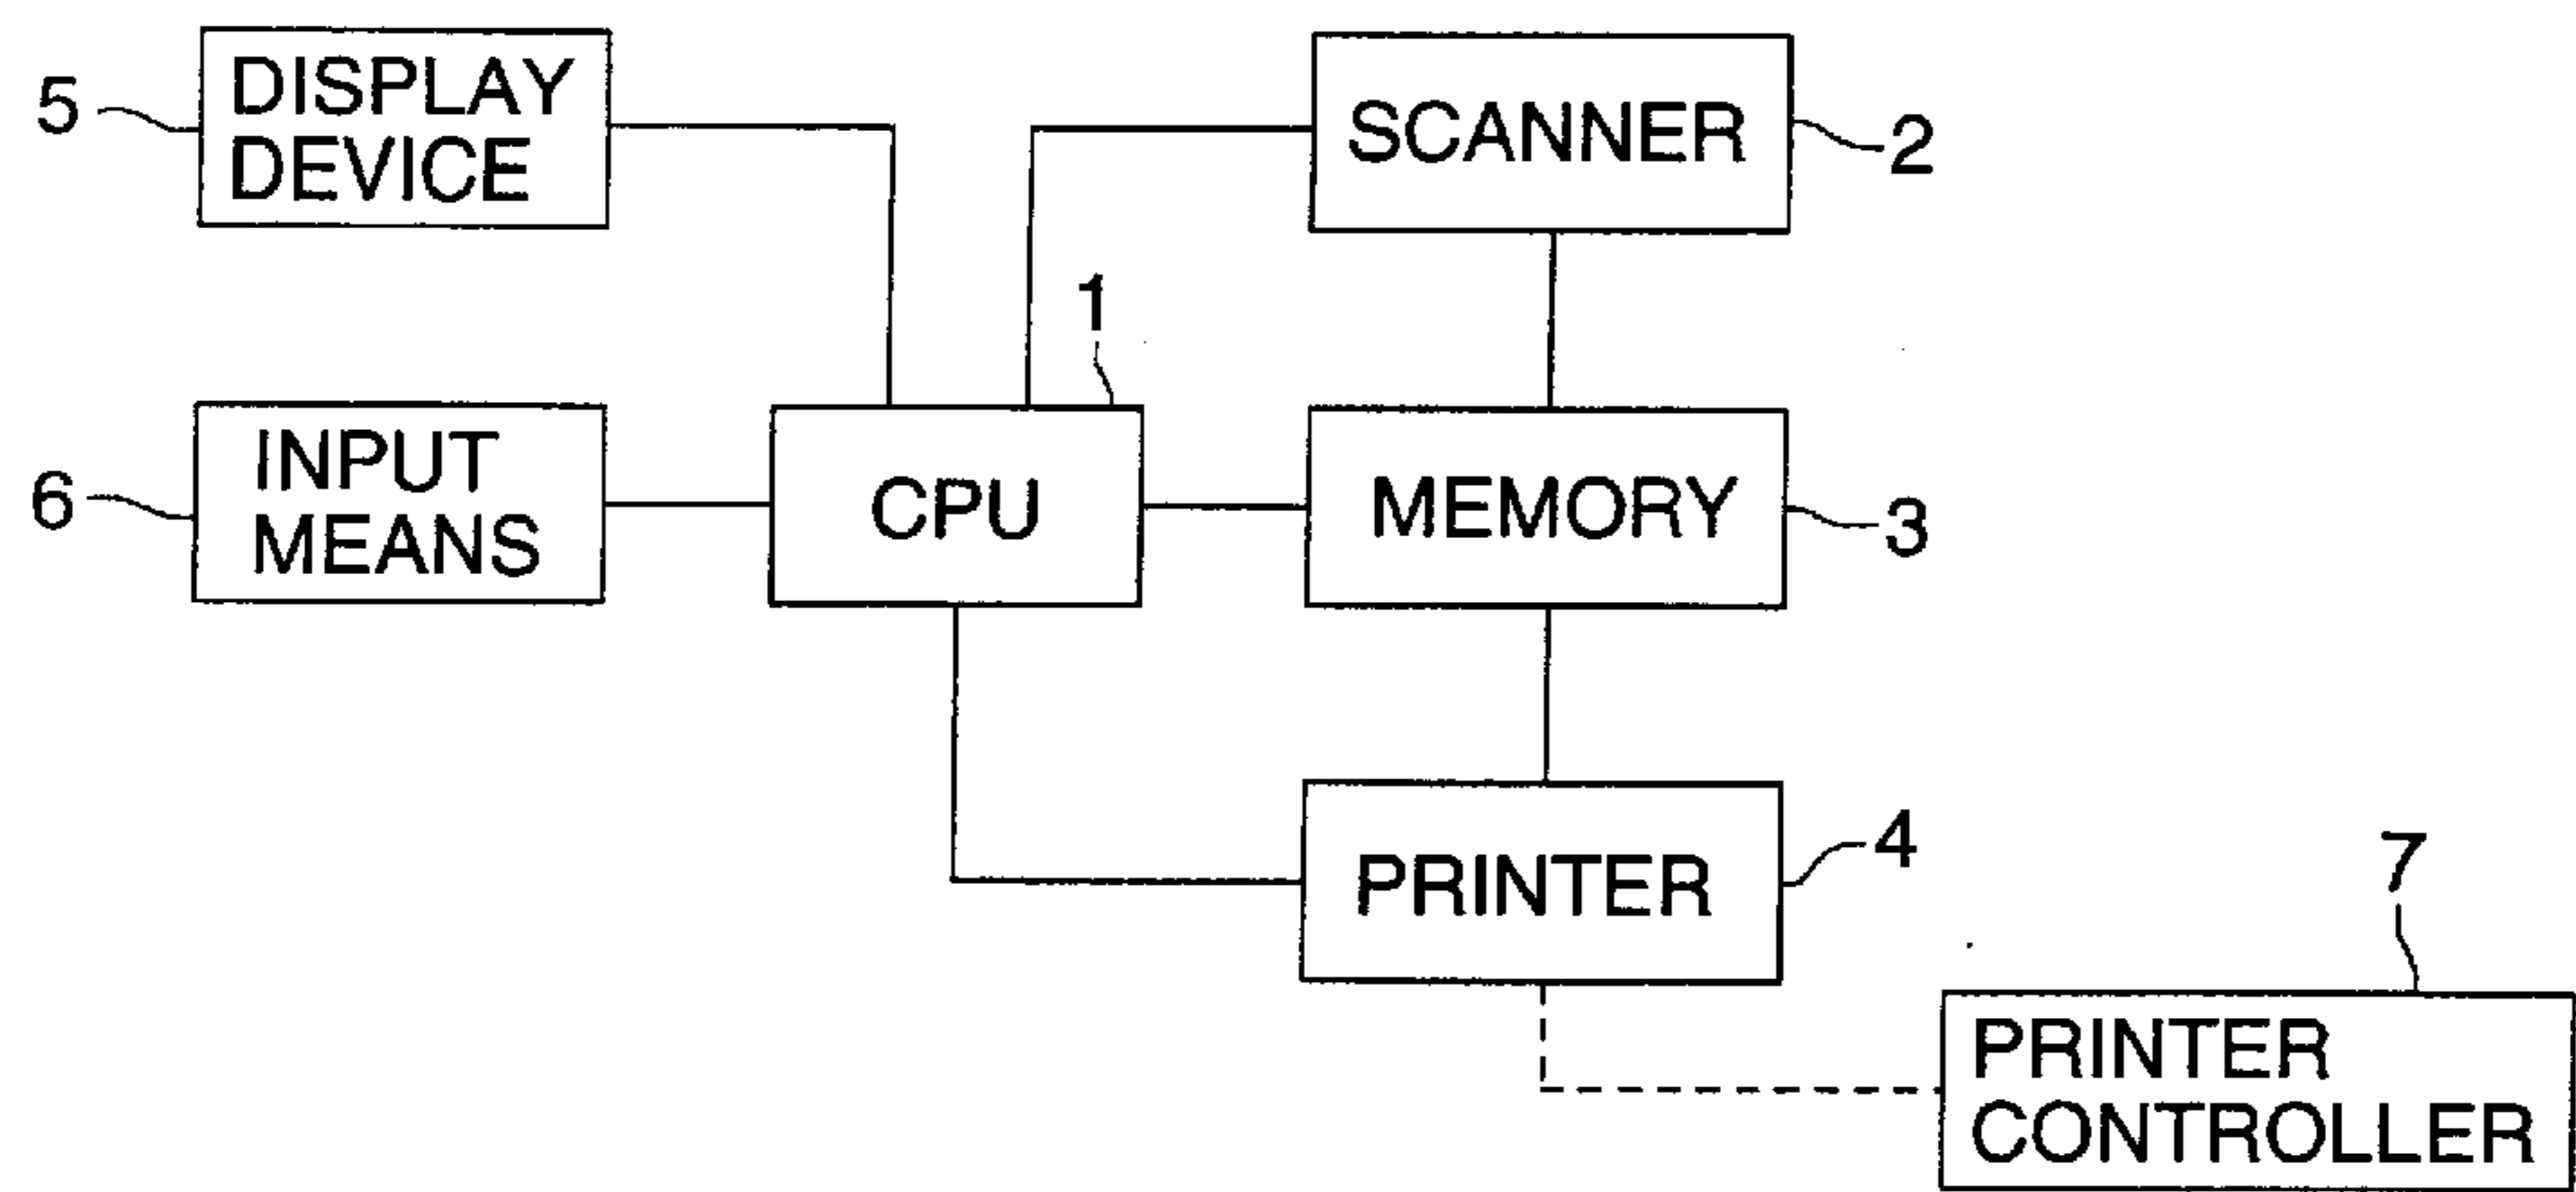 5
DISPLAY
DEVICE
SCANNER
2
1
6
INPUT
MEANS
CPU
MEMORY
3
PRINTER
4
7
PRINTER
CONTROLLER